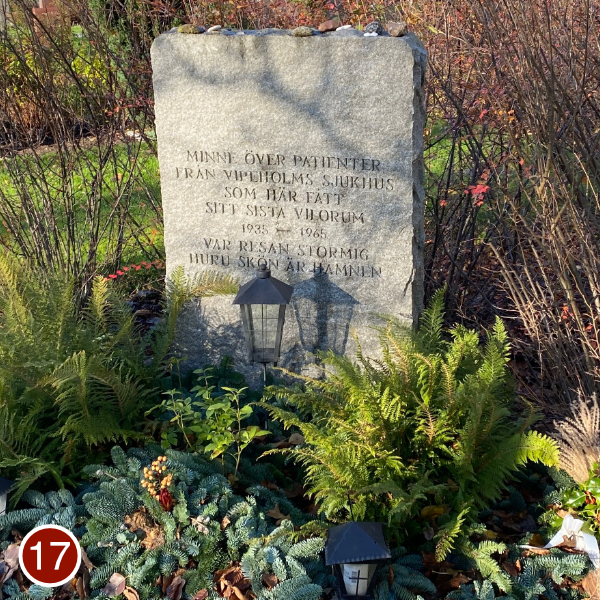 MINNE ÖVER PATIENTER
FRÅN VIPEHOLMS SJUKHUS
SOM HÄR FÅTT
SITT SISTA VILORUM
1935 — 1965
VAR RESAN STORMIG
HURU SKÖN ÄR HAMNEN
17